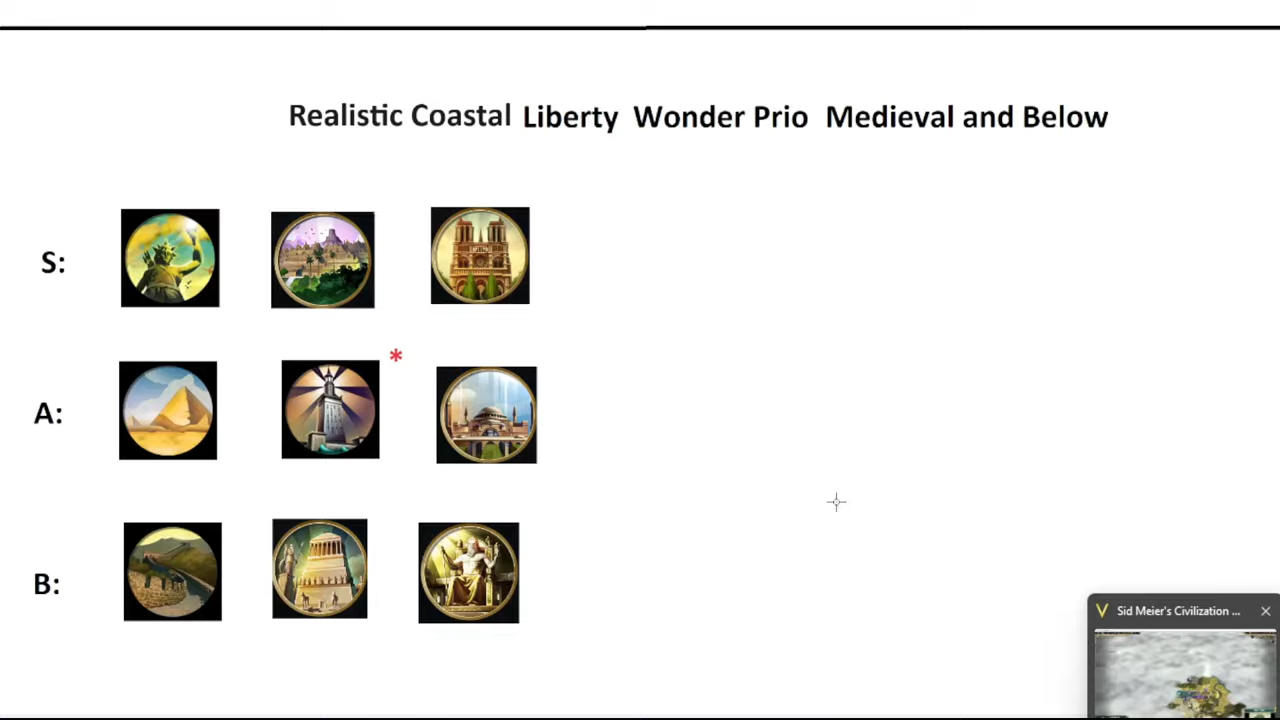 Realistic Coastal Liberty Wonder Prio Medieval and Below
S:
*
A:
B:
Sid Meier's Civilization ...